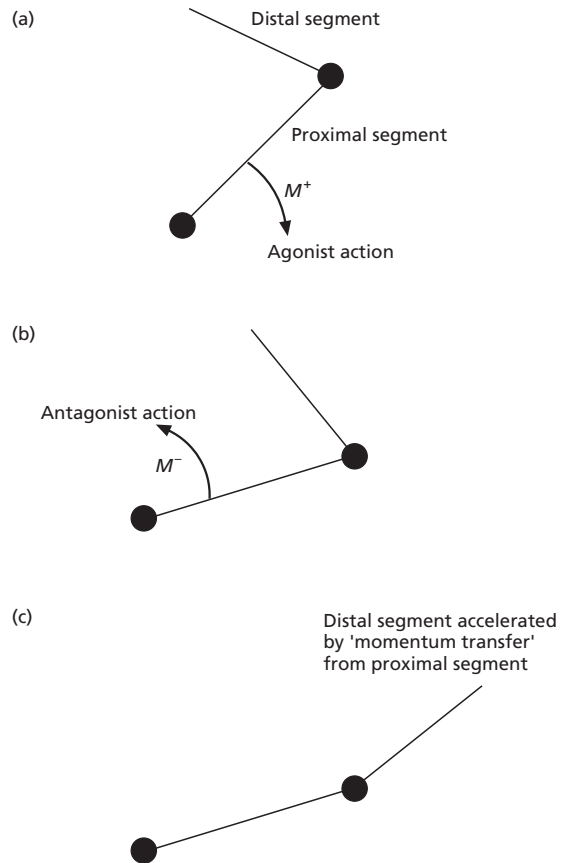 (a)
Distal segment
Proximal segment
M⁺
Agonist action
(b)
Antagonist action
M⁻
(c)
Distal segment accelerated
by 'momentum transfer'
from proximal segment